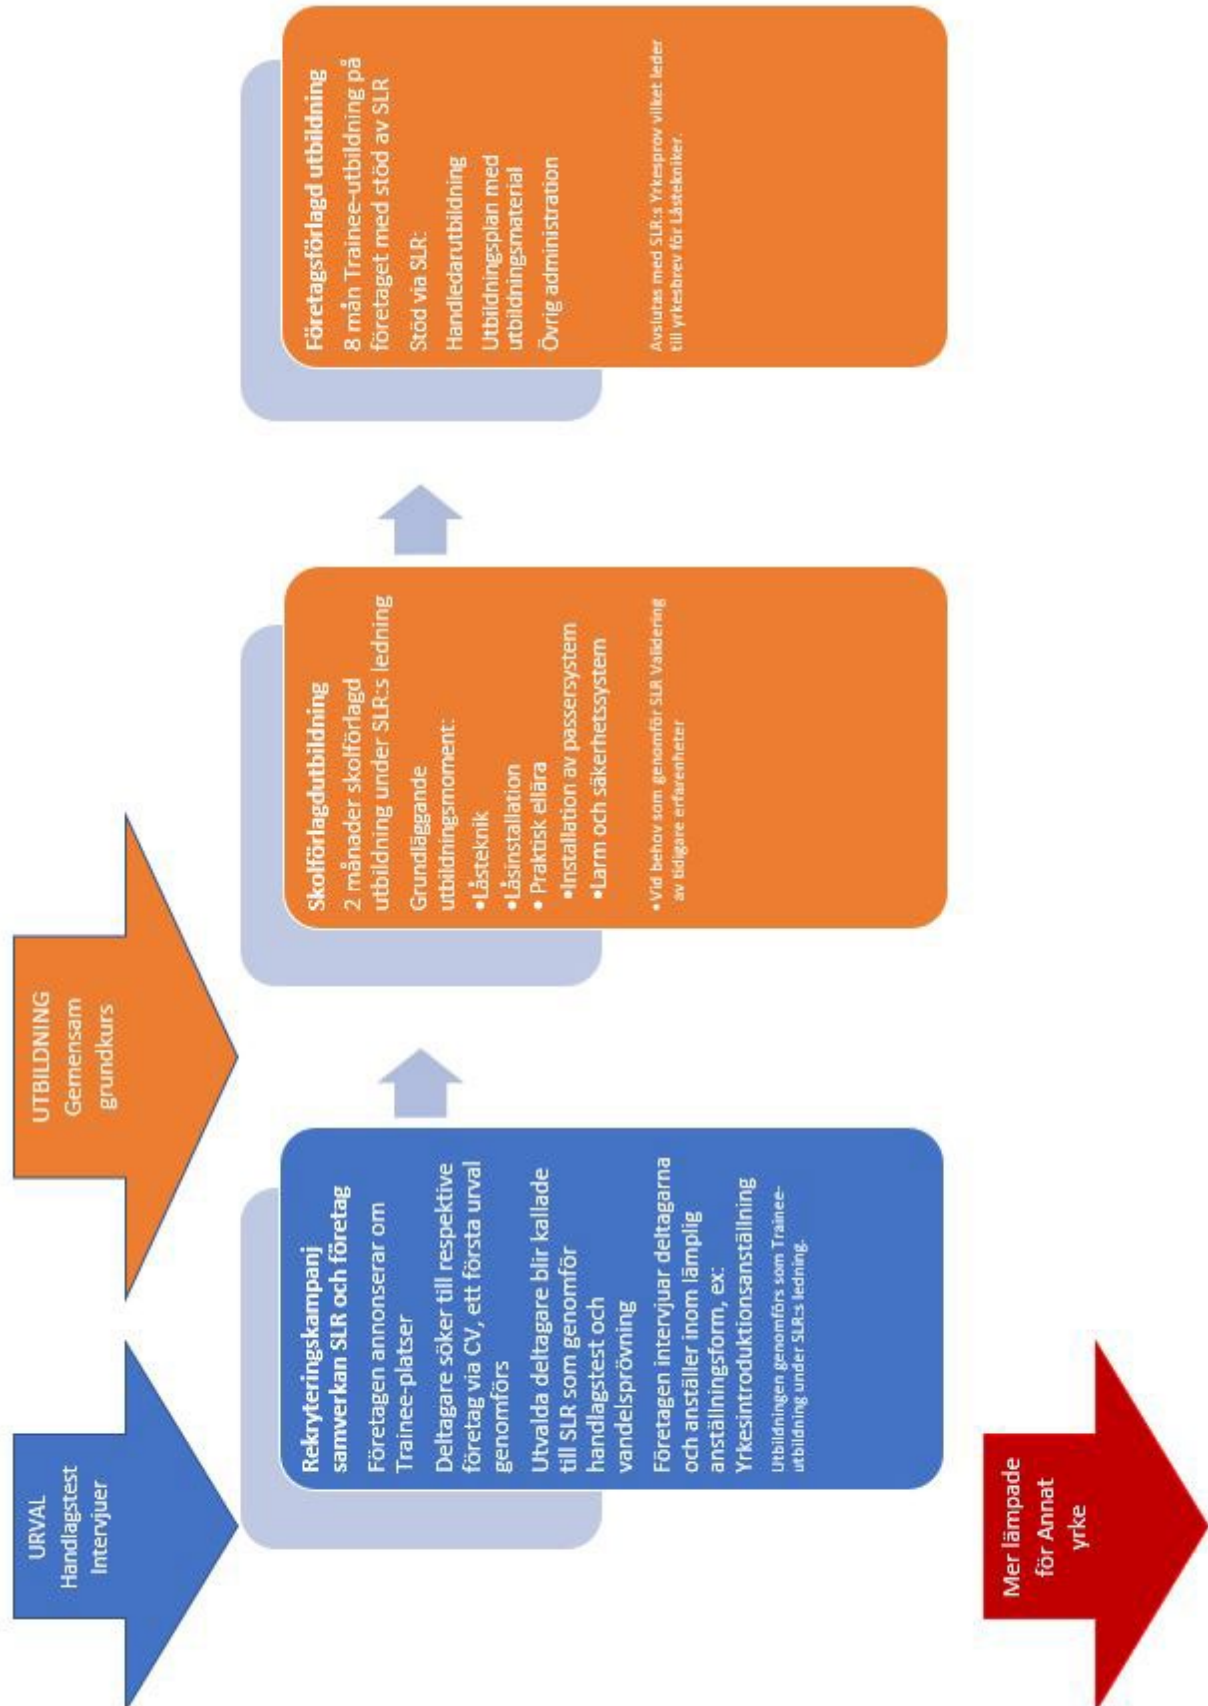 URVAL
Handlagstest
Intervjuer
UTBILDNING
Gemensam
grundkurs
Rekryteringskampanj
samverkan SLR och företag
Företagen annonserar om
Trainee-platser
Deltagare söker till respektive
företag via CV, ett första urval
genomförs
Utvalda deltagare blir kallade
till SLR som genomför
handlagstest och
vandelsprövning
Företagen intervjuar deltagarna
och anställer inom lämplig
anställningsform, ex:
Yrkesintroduktionsanställning
Utbildningen genomförs som Trainee-
utbildning under SLR:s ledning.
Skolförlagdutbildning
2 månader skolförlagd
utbildning under SLR:s ledning
Grundläggande
utbildningsmoment:
•Låsteknik
•Låsinstallation
• Praktisk ellära
•Installation av passersystem
•Larm och säkerhetssystem
• Vid behov som genomför SLR Validering
av tidigare erfarenheter
Företagsförlagd utbildning
8 mån Trainee-utbildning på
företaget med stöd av SLR
Stöd via SLR:
Handledarutbildning
Utbildningsplan med
utbildningsmaterial
Övrig administration
Avslutas med SLR:s Yrkesprov vilket leder
till yrkesbrev för Låstekniker.
Mer lämpade
för Annat
yrke